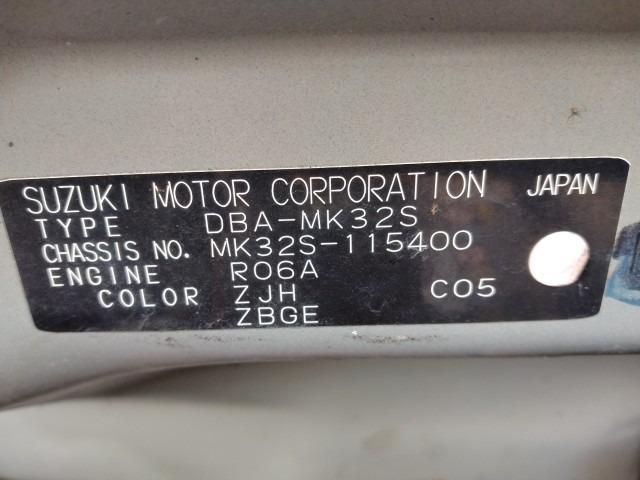 SUZUKI MOTOR CORPORATION JAPAN
TYPE DBA-MK32S
CHASSIS NO. MK32S-115400
ENGINE R06A
COLOR ZJH C05
ZBGE